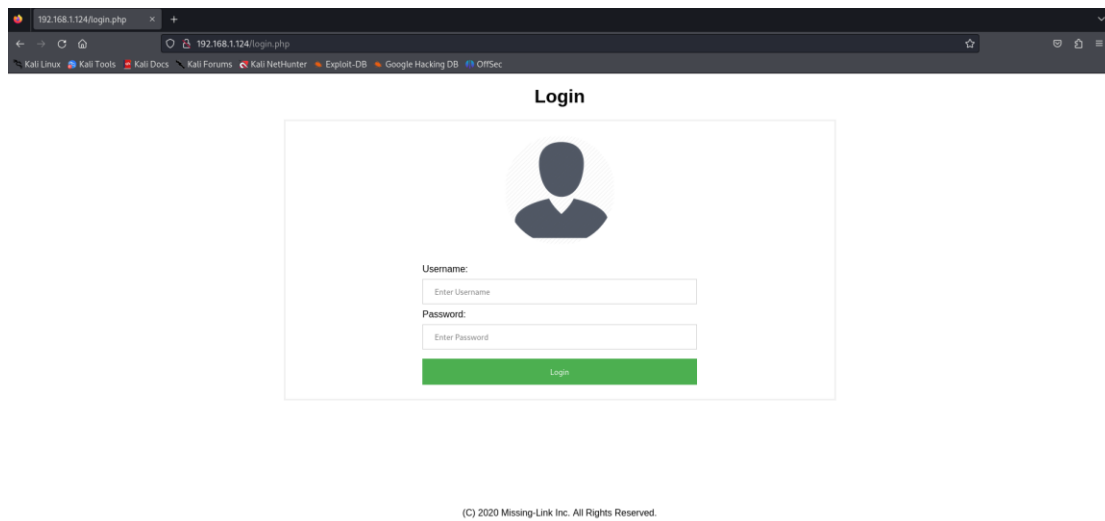 192.168.1.124/login.php
192.168.1.124/login.php
Kali Linux Kali Tools Kali Docs Kali Forums Kali NetHunter Exploit-DB Google Hacking DB OffSec
Login
Username:
Enter Username
Password:
Enter Password
Login
(C) 2020 Missing-Link Inc. All Rights Reserved.